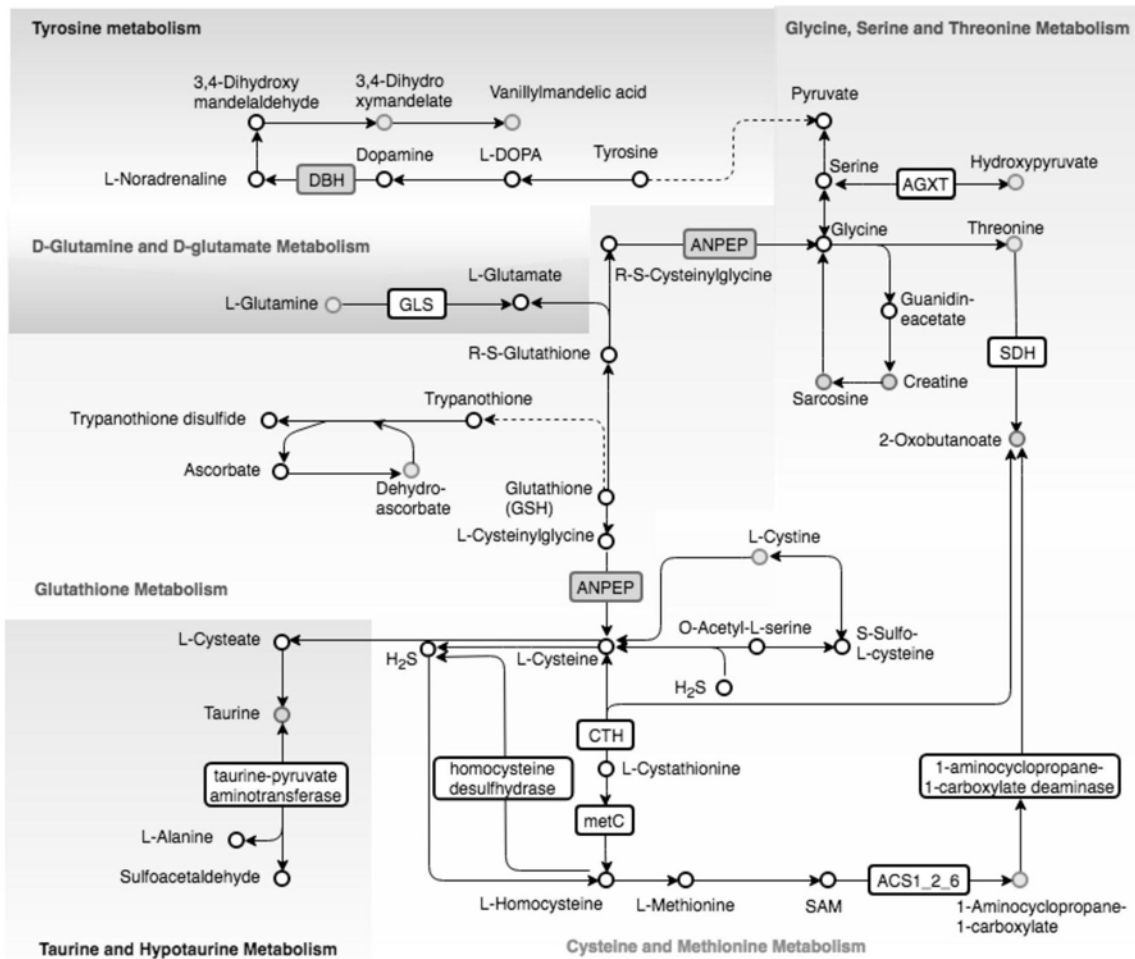 Tyrosine metabolism
Glycine, Serine and Threonine Metabolism
3,4-Dihydroxy
mandelaldehyde
3,4-Dihydro
xymandelate
Vanillylmandelic acid
Pyruvate
L-Noradrenaline
DBH
Dopamine
L-DOPA
Tyrosine
Serine
AGXT
Hydroxypyruvate
D-Glutamine and D-glutamate Metabolism
ANPEP
R-S-Cysteinylglycine
Glycine
Threonine
L-Glutamine
GLS
L-Glutamate
Guanidin-
eacetate
R-S-Glutathione
SDH
Sarcosine
Creatine
Trypanothione disulfide
Trypanothione
2-Oxobutanoate
Ascorbate
Dehydro-
ascorbate
Glutathione
(GSH)
L-Cysteinylglycine
L-Cystine
Glutathione Metabolism
ANPEP
L-Cysteate
H2S
L-Cysteine
O-Acetyl-L-serine
S-Sulfo-
L-cysteine
H2S
Taurine
CTH
taurine-pyruvate
aminotransferase
homocysteine
desulfhydrase
L-Cystathionine
1-aminocyclopropane-
1-carboxylate deaminase
metC
L-Alanine
Sulfoacetaldehyde
L-Homocysteine
L-Methionine
SAM
ACS1_2_6
1-Aminocyclopropane-
1-carboxylate
Taurine and Hypotaurine Metabolism
Cysteine and Methionine Metabolism